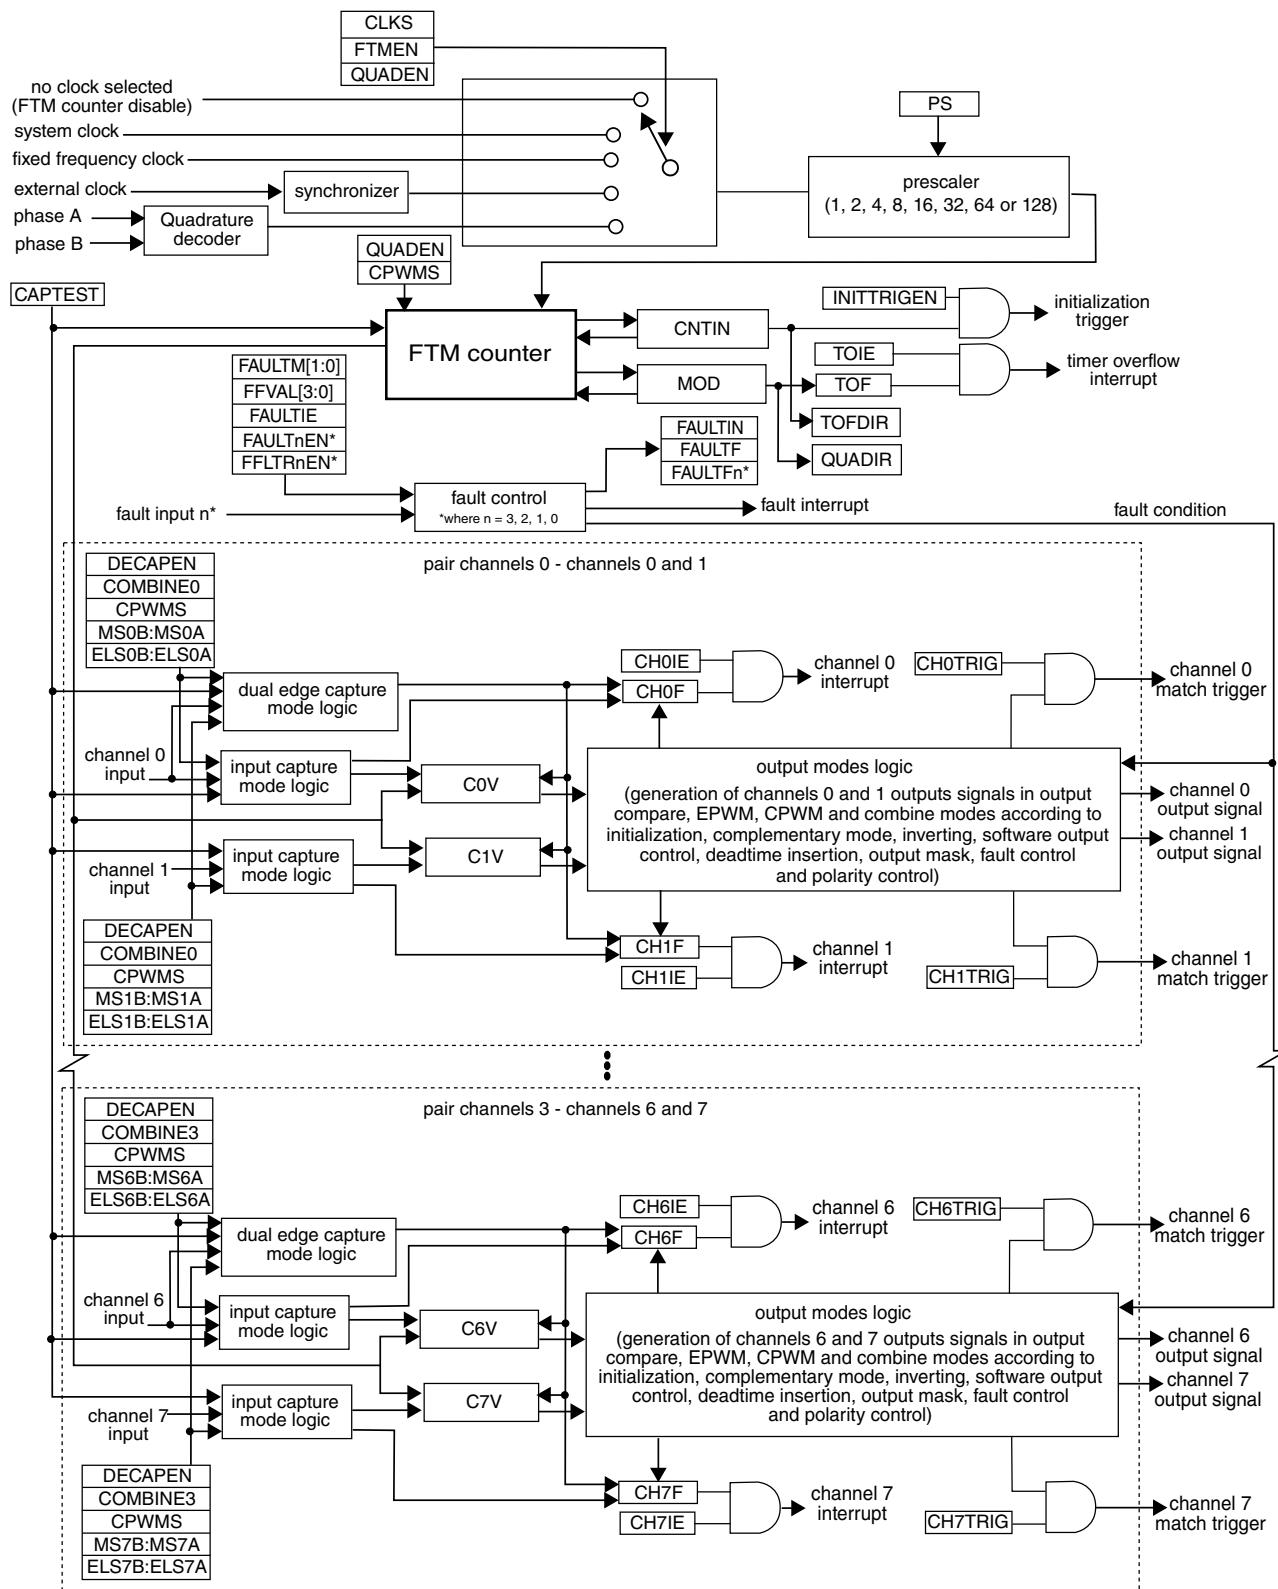 CLKS
FTMEN
QUADEN
no clock selected
(FTM counter disable)
system clock
fixed frequency clock
external clock
synchronizer
phase A
phase B
Quadrature
decoder
PS
prescaler
(1, 2, 4, 8, 16, 32, 64 or 128)
QUADEN
CPWMS
CAPTEST
FTM counter
CNTIN
MOD
INITTRIGEN
initialization
trigger
TOIE
TOF
timer overflow
interrupt
TOFDIR
QUADIR
FAULTM[1:0]
FFVAL[3:0]
FAULTIE
FAULTnEN*
FFLTRnEN*
FAULTIN
FAULTF
FAULTFn*
fault input n*
fault control
*where n = 3, 2, 1, 0
fault interrupt
fault condition
pair channels 0 - channels 0 and 1
DECAPEN
COMBINE0
CPWMS
MS0B:MS0A
ELS0B:ELS0A
dual edge capture
mode logic
CH0IE
CH0F
channel 0
interrupt
CH0TRIG
channel 0
match trigger
channel 0
input
input capture
mode logic
C0V
output modes logic
(generation of channels 0 and 1 outputs signals in output
compare, EPWM, CPWM and combine modes according to
initialization, complementary mode, inverting, software output
control, deadtime insertion, output mask, fault control
and polarity control)
channel 0
output signal
channel 1
output signal
channel 1
input
input capture
mode logic
C1V
DECAPEN
COMBINE0
CPWMS
MS1B:MS1A
ELS1B:ELS1A
CH1F
CH1IE
channel 1
interrupt
CH1TRIG
channel 1
match trigger
pair channels 3 - channels 6 and 7
DECAPEN
COMBINE3
CPWMS
MS6B:MS6A
ELS6B:ELS6A
dual edge capture
mode logic
CH6IE
CH6F
channel 6
interrupt
CH6TRIG
channel 6
match trigger
channel 6
input
input capture
mode logic
C6V
output modes logic
(generation of channels 6 and 7 outputs signals in output
compare, EPWM, CPWM and combine modes according to
initialization, complementary mode, inverting, software output
control, deadtime insertion, output mask, fault control
and polarity control)
channel 6
output signal
channel 7
output signal
channel 7
input
input capture
mode logic
C7V
DECAPEN
COMBINE3
CPWMS
MS7B:MS7A
ELS7B:ELS7A
CH7F
CH7IE
channel 7
interrupt
CH7TRIG
channel 7
match trigger